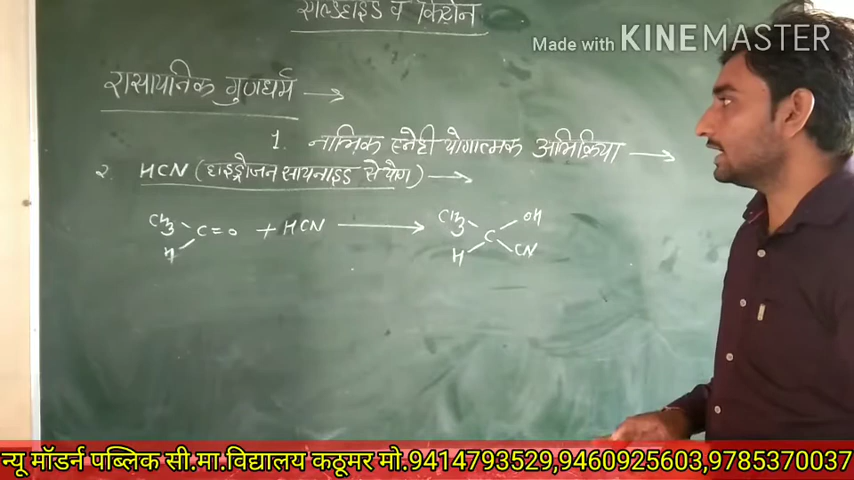 एल्डिहाइड व किटोन
Made with KINEMASTER
रासायनिक गुणधर्म →
1. नाभिक स्नेही योगात्मक अभिक्रिया →
२. HCN (हाइड्रोजन सायनाइड से योग) →
CH3 C=O + HCN → CH3 C OH
H H CN
न्यू मॉडर्न पब्लिक सी.मा.विद्यालय कठूमर मो.9414793529,9460925603,9785370037